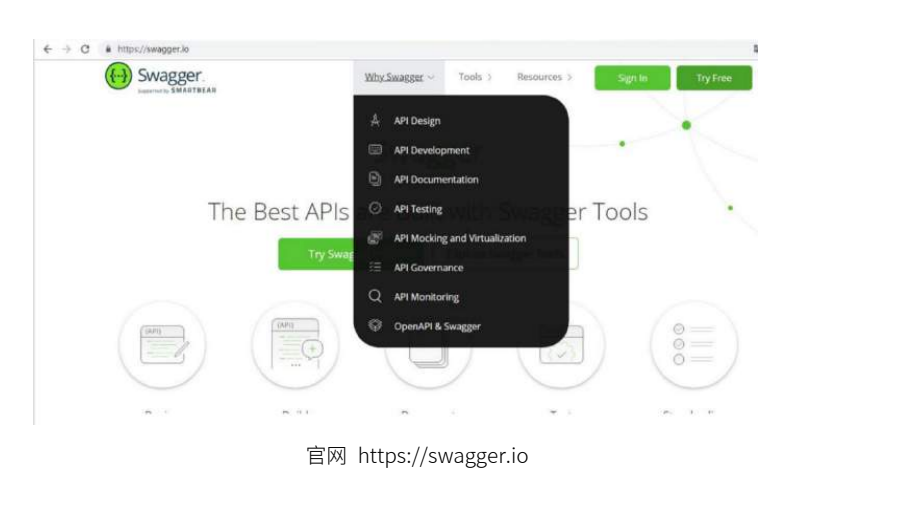 https://swagger.io
Swagger.
Supported by SMARTBEAR
Why Swagger
Tools
Resources
Sign In
Try Free
API Design
API Development
API Documentation
API Testing
API Mocking and Virtualization
API Governance
API Monitoring
OpenAPI & Swagger
The Best APIs are with Swagger Tools
Try Swag
{API}
{API}
官网 https://swagger.io